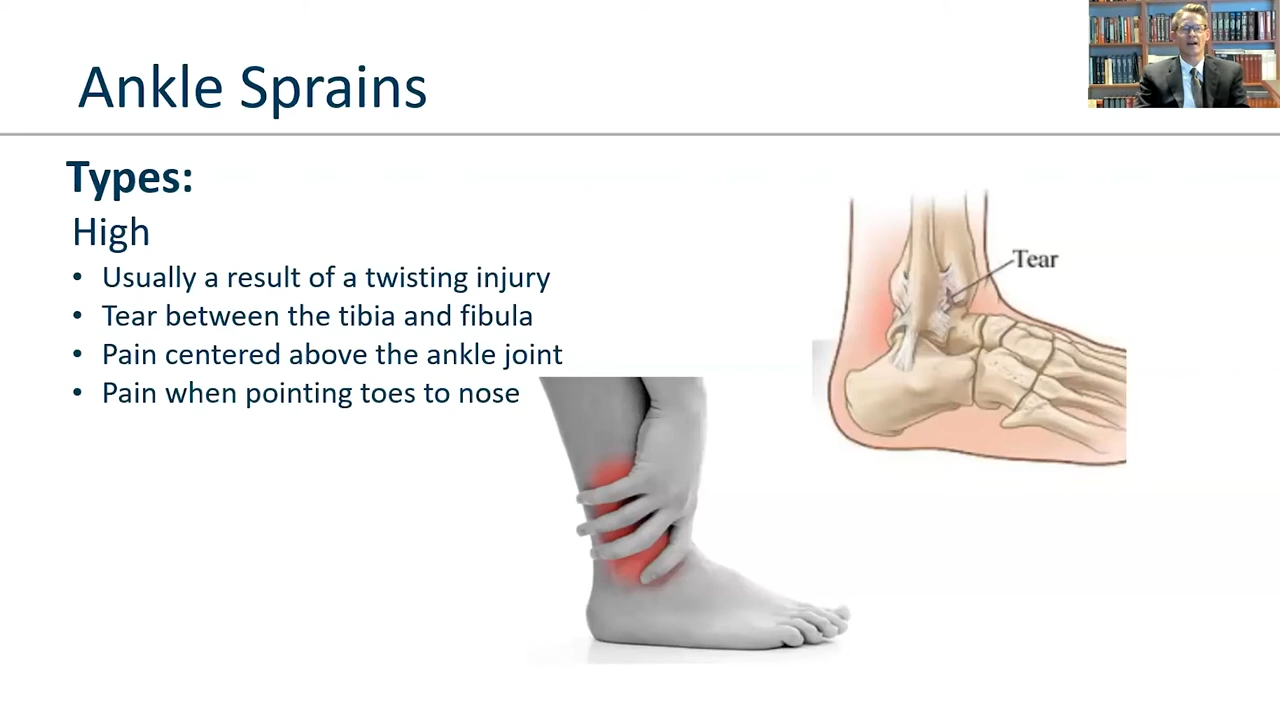 Ankle Sprains
Types:
High
• Usually a result of a twisting injury
• Tear between the tibia and fibula
• Pain centered above the ankle joint
• Pain when pointing toes to nose
Tear